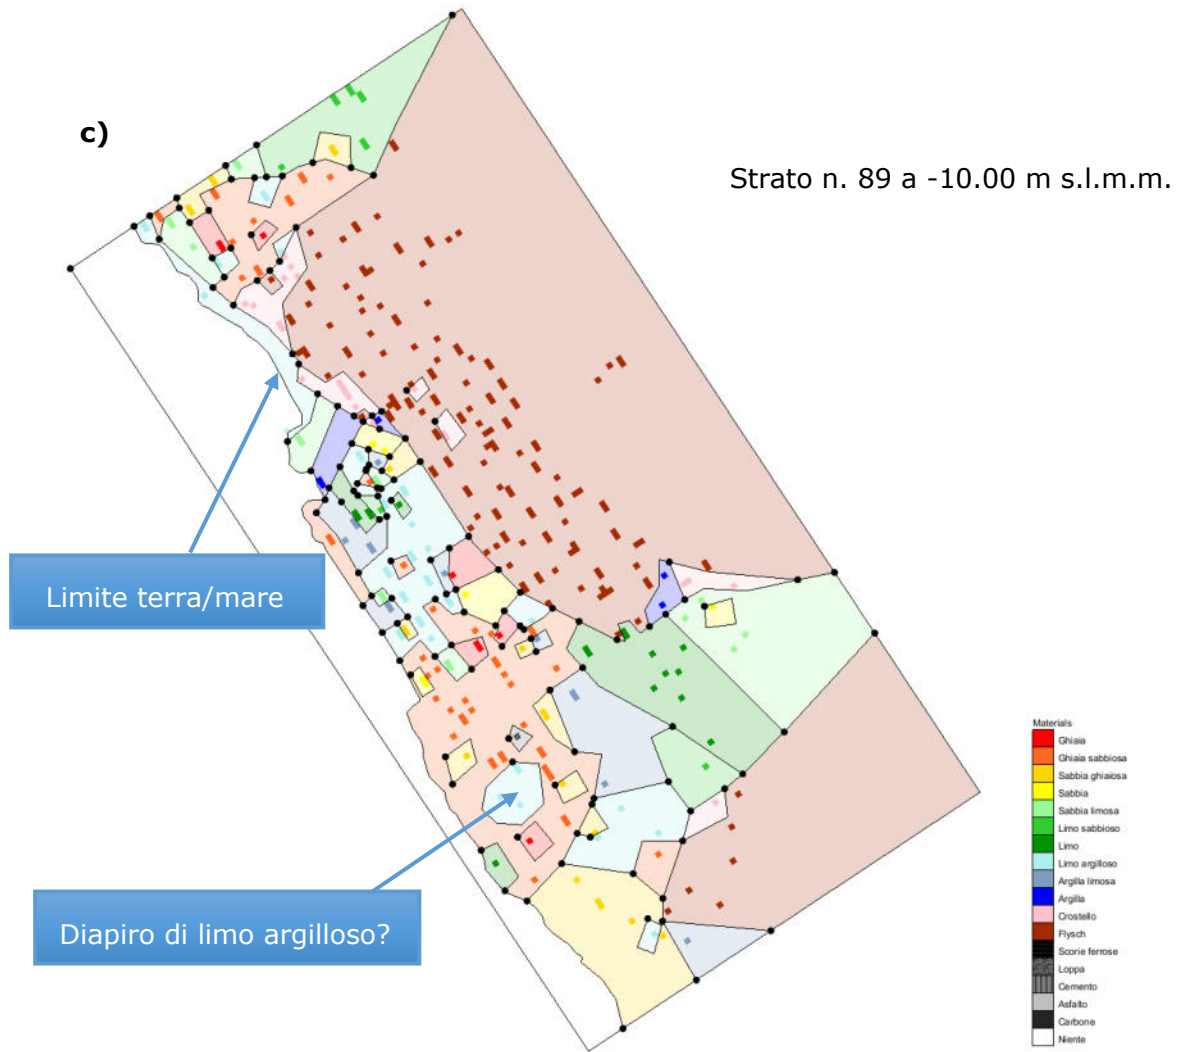 c)
Strato n. 89 a -10.00 m s.l.m.m.
Limite terra/mare
Diapiro di limo argilloso?
Materials
Ghiaia
Ghiaia sabbiosa
Sabbia ghiaiosa
Sabbia
Sabbia limosa
Limo sabbioso
Limo
Limo argilloso
Argilla limosa
Argilla
Crostello
Flysch
Scorie ferrose
Loppa
Cemento
Asfalto
Carbone
Niente